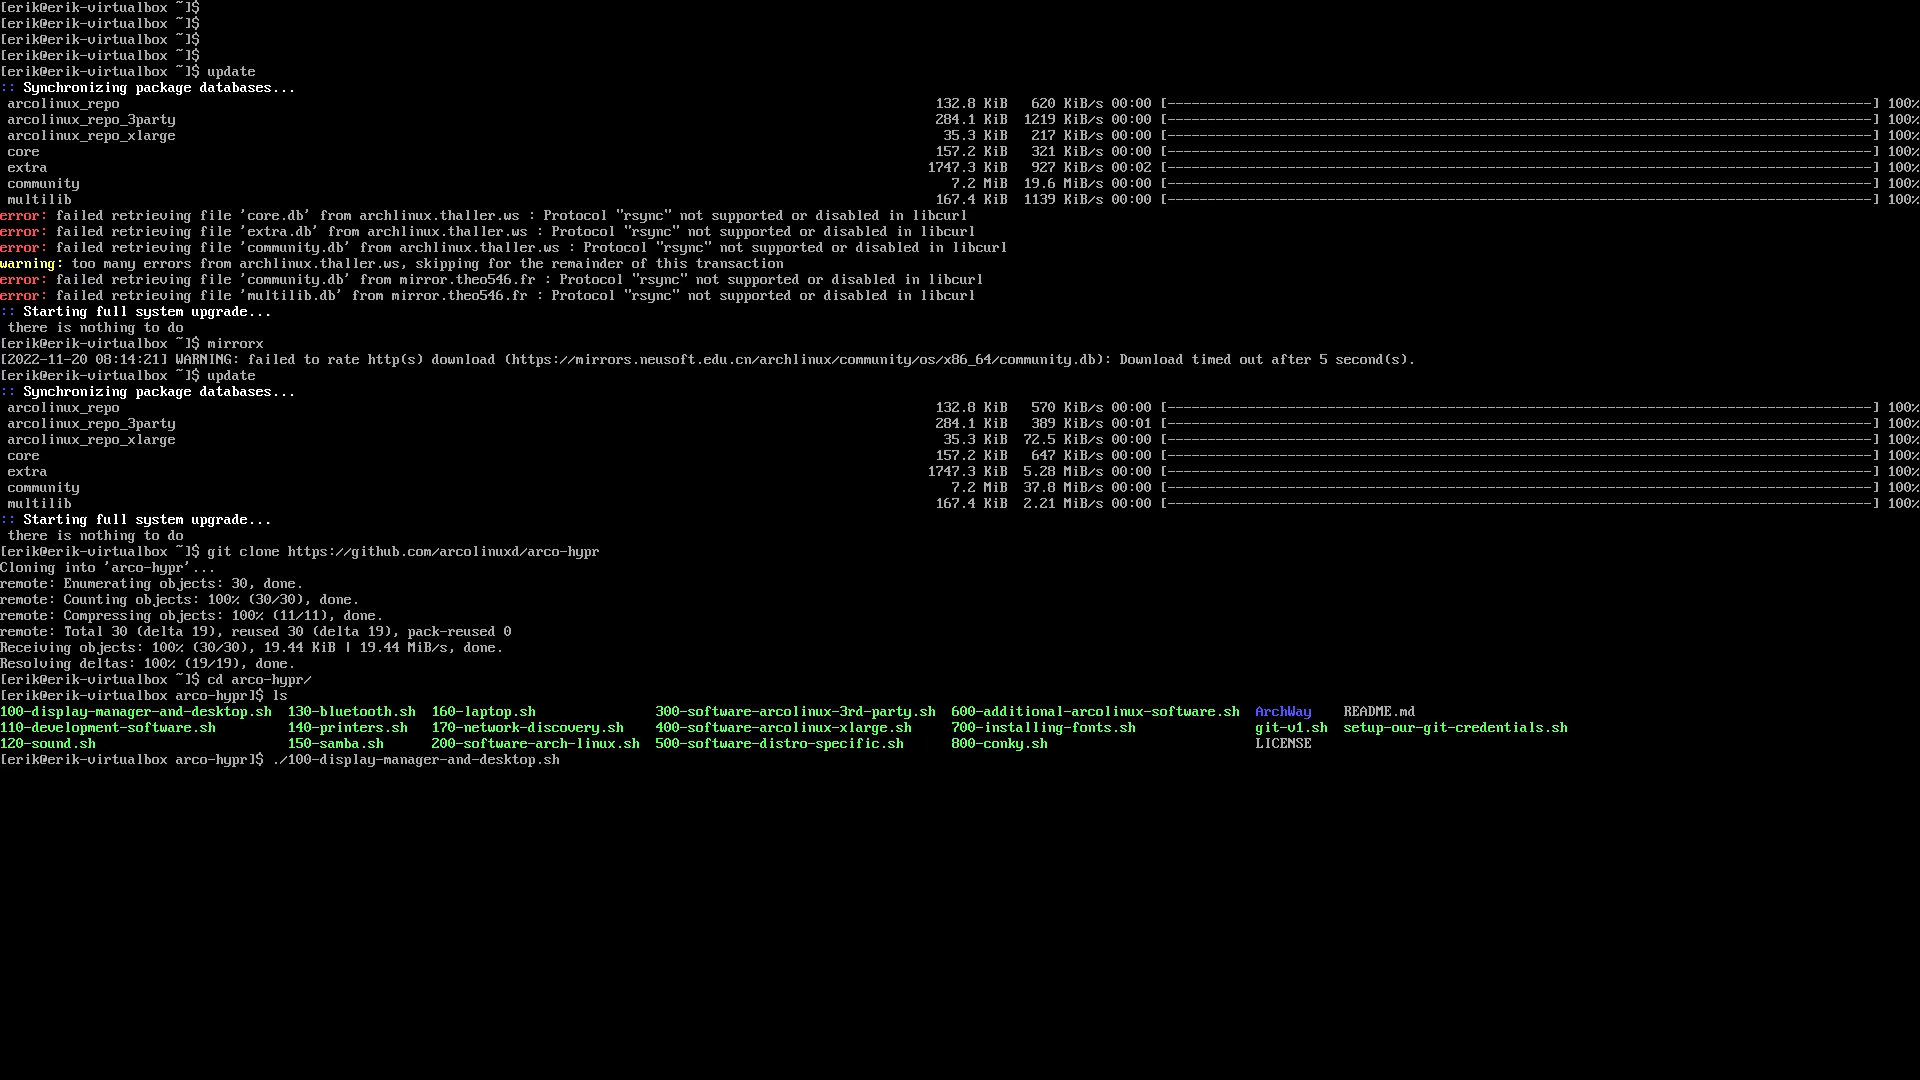 [erik@erik-virtualbox ~]$
[erik@erik-virtualbox ~]$
[erik@erik-virtualbox ~]$
[erik@erik-virtualbox ~]$
[erik@erik-virtualbox ~]$ update
:: Synchronizing package databases...
arcolinux_repo 132.8 KiB 620 KiB/s 00:00 [----------------------------------------------------------------------------------------] 100%
arcolinux_repo_3party 284.1 KiB 1219 KiB/s 00:00 [----------------------------------------------------------------------------------------] 100%
arcolinux_repo_xlarge 35.3 KiB 217 KiB/s 00:00 [----------------------------------------------------------------------------------------] 100%
core 157.2 KiB 321 KiB/s 00:00 [----------------------------------------------------------------------------------------] 100%
extra 1747.3 KiB 927 KiB/s 00:02 [----------------------------------------------------------------------------------------] 100%
community 7.2 MiB 19.6 MiB/s 00:00 [----------------------------------------------------------------------------------------] 100%
multilib 167.4 KiB 1139 KiB/s 00:00 [----------------------------------------------------------------------------------------] 100%
error: failed retrieving file 'core.db' from archlinux.thaller.ws : Protocol "rsync" not supported or disabled in libcurl
error: failed retrieving file 'extra.db' from archlinux.thaller.ws : Protocol "rsync" not supported or disabled in libcurl
error: failed retrieving file 'community.db' from archlinux.thaller.ws : Protocol "rsync" not supported or disabled in libcurl
warning: too many errors from archlinux.thaller.ws, skipping for the remainder of this transaction
error: failed retrieving file 'community.db' from mirror.theo546.fr : Protocol "rsync" not supported or disabled in libcurl
error: failed retrieving file 'multilib.db' from mirror.theo546.fr : Protocol "rsync" not supported or disabled in libcurl
:: Starting full system upgrade...
there is nothing to do
[erik@erik-virtualbox ~]$ mirrorx
[2022-11-20 08:14:21] WARNING: failed to rate http(s) download (https://mirrors.neusoft.edu.cn/archlinux/community/os/x86_64/community.db): Download timed out after 5 second(s).
[erik@erik-virtualbox ~]$ update
:: Synchronizing package databases...
arcolinux_repo 132.8 KiB 570 KiB/s 00:00 [----------------------------------------------------------------------------------------] 100%
arcolinux_repo_3party 284.1 KiB 389 KiB/s 00:01 [----------------------------------------------------------------------------------------] 100%
arcolinux_repo_xlarge 35.3 KiB 72.5 KiB/s 00:00 [----------------------------------------------------------------------------------------] 100%
core 157.2 KiB 647 KiB/s 00:00 [----------------------------------------------------------------------------------------] 100%
extra 1747.3 KiB 5.28 MiB/s 00:00 [----------------------------------------------------------------------------------------] 100%
community 7.2 MiB 37.8 MiB/s 00:00 [----------------------------------------------------------------------------------------] 100%
multilib 167.4 KiB 2.21 MiB/s 00:00 [----------------------------------------------------------------------------------------] 100%
:: Starting full system upgrade...
there is nothing to do
[erik@erik-virtualbox ~]$ git clone https://github.com/arcolinuxd/arco-hypr
Cloning into 'arco-hypr'...
remote: Enumerating objects: 30, done.
remote: Counting objects: 100% (30/30), done.
remote: Compressing objects: 100% (11/11), done.
remote: Total 30 (delta 19), reused 30 (delta 19), pack-reused 0
Receiving objects: 100% (30/30), 19.44 KiB | 19.44 MiB/s, done.
Resolving deltas: 100% (19/19), done.
[erik@erik-virtualbox ~]$ cd arco-hypr/
[erik@erik-virtualbox arco-hypr]$ ls
100-display-manager-and-desktop.sh 130-bluetooth.sh 160-laptop.sh 300-software-arcolinux-3rd-party.sh 600-additional-arcolinux-software.sh ArchWay README.md
110-development-software.sh 140-printers.sh 170-network-discovery.sh 400-software-arcolinux-xlarge.sh 700-installing-fonts.sh git-v1.sh setup-our-git-credentials.sh
120-sound.sh 150-samba.sh 200-software-arch-linux.sh 500-software-distro-specific.sh 800-conky.sh LICENSE
[erik@erik-virtualbox arco-hypr]$ ./100-display-manager-and-desktop.sh